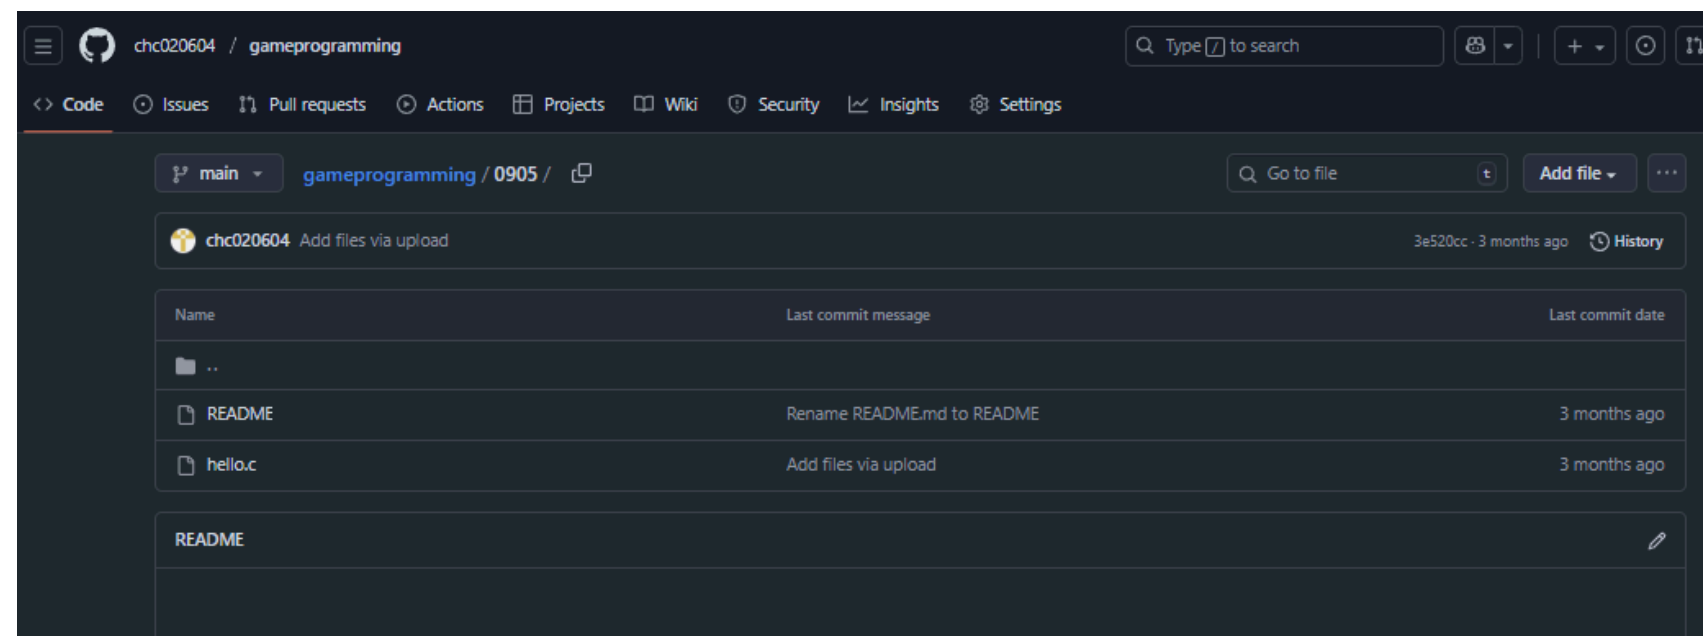 chc020604 / gameprogramming
Type / to search
Code Issues Pull requests Actions Projects Wiki Security Insights Settings
main gameprogramming / 0905 / Go to file t Add file ...
chc020604 Add files via upload 3e520cc · 3 months ago History
Name Last commit message Last commit date
..
README Rename README.md to README 3 months ago
hello.c Add files via upload 3 months ago
README